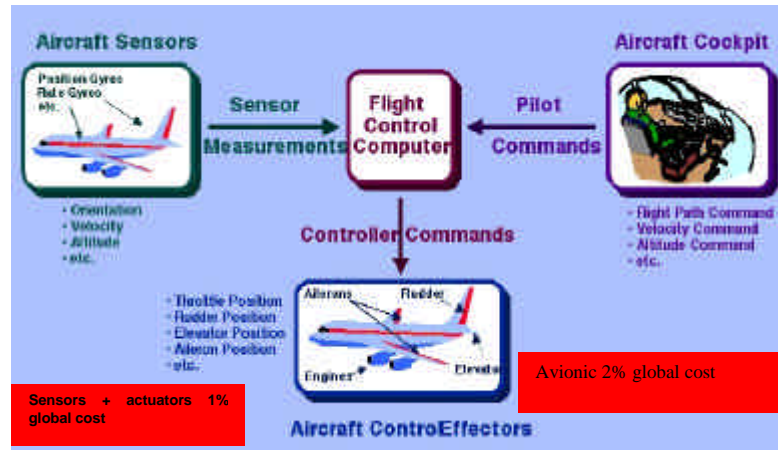 Aircraft Sensors
Position Gyros
Rate Gyros
etc.
• Orientation
• Velocity
• Altitude
• etc.
Sensor
Measurements
Flight
Control
Computer
Aircraft Cockpit
Pilot
Commands
• Flight Path Command
• Velocity Command
• Altitude Command
• etc.
Controller Commands
• Throttle Position
• Rudder Position
• Elevator Position
• Aileron Position
• etc.
Ailerons
Rudder
Engines
Elevator
Aircraft ControlEffectors
Sensors + actuators 1%
global cost
Avionic 2% global cost